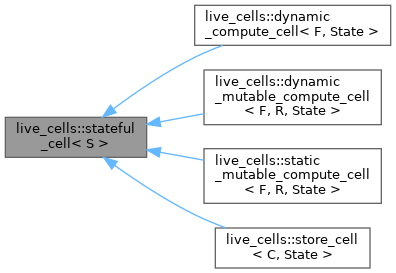 live_cells::dynamic
_compute_cell< F, State >
live_cells::dynamic
_mutable_compute_cell
< F, R, State >
live_cells::stateful
_cell< S >
live_cells::static
_mutable_compute_cell
< F, R, State >
live_cells::store_cell
< C, State >